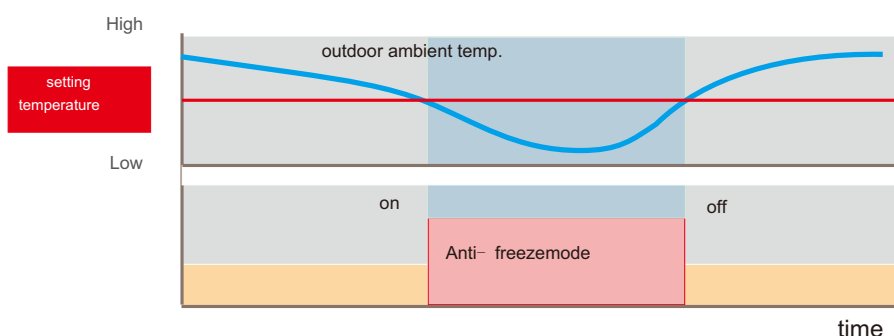 High
outdoor ambient temp.
setting
temperature
Low
on
off
Anti− freezemode
time